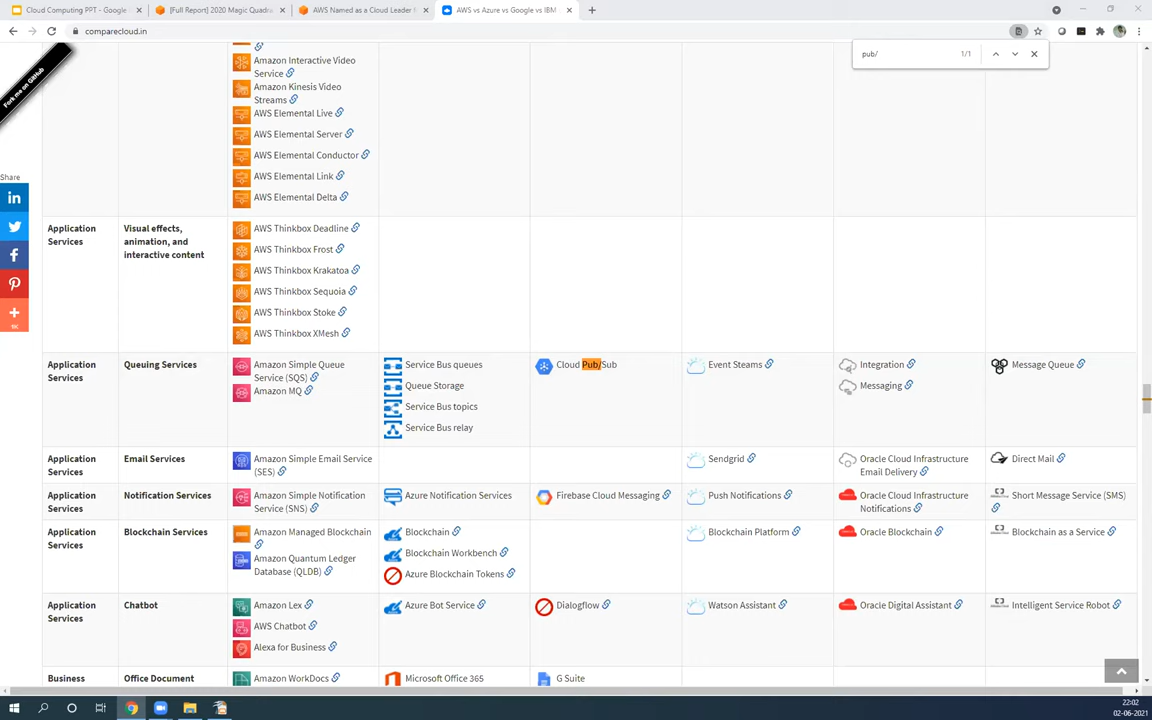 Cloud Computing PPT - Google
[Full Report] 2020 Magic Quadra
AWS Named as a Cloud Leader f
AWS vs Azure vs Google vs IBM
comparecloud.in
pub/
1/1
Fork me on GitHub
Share
Amazon Interactive Video
Service
Amazon Kinesis Video
Streams
AWS Elemental Live
AWS Elemental Server
AWS Elemental Conductor
AWS Elemental Link
AWS Elemental Delta
Application
Services
Visual effects,
animation, and
interactive content
AWS Thinkbox Deadline
AWS Thinkbox Frost
AWS Thinkbox Krakatoa
AWS Thinkbox Sequoia
AWS Thinkbox Stoke
AWS Thinkbox XMesh
Application
Services
Queuing Services
Amazon Simple Queue
Service (SQS)
Amazon MQ
Service Bus queues
Queue Storage
Service Bus topics
Service Bus relay
Cloud Pub/Sub
Event Steams
Integration
Messaging
Message Queue
Application
Services
Email Services
Amazon Simple Email Service
(SES)
Sendgrid
Oracle Cloud Infrastructure
Email Delivery
Direct Mail
Application
Services
Notification Services
Amazon Simple Notification
Service (SNS)
Azure Notification Services
Firebase Cloud Messaging
Push Notifications
Oracle Cloud Infrastructure
Notifications
Short Message Service (SMS)
Application
Services
Blockchain Services
Amazon Managed Blockchain
Amazon Quantum Ledger
Database (QLDB)
Blockchain
Blockchain Workbench
Azure Blockchain Tokens
Blockchain Platform
Oracle Blockchain
Blockchain as a Service
Application
Services
Chatbot
Amazon Lex
AWS Chatbot
Alexa for Business
Azure Bot Service
Dialogflow
Watson Assistant
Oracle Digital Assistant
Intelligent Service Robot
Business
Office Document
Amazon WorkDocs
Microsoft Office 365
G Suite
22:02
02-06-2021